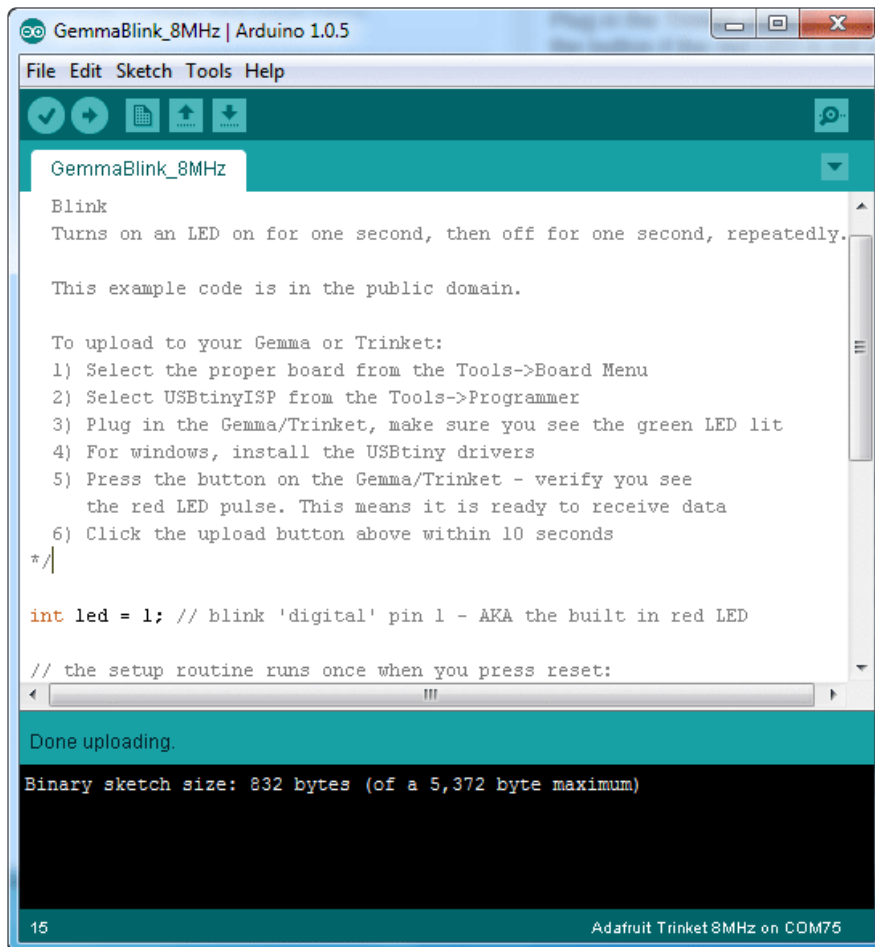 GemmaBlink_8MHz | Arduino 1.0.5
File Edit Sketch Tools Help
GemmaBlink_8MHz
Blink
Turns on an LED on for one second, then off for one second, repeatedly.
This example code is in the public domain.
To upload to your Gemma or Trinket:
1) Select the proper board from the Tools->Board Menu
2) Select USBtinyISP from the Tools->Programmer
3) Plug in the Gemma/Trinket, make sure you see the green LED lit
4) For windows, install the USBtiny drivers
5) Press the button on the Gemma/Trinket - verify you see
the red LED pulse. This means it is ready to receive data
6) Click the upload button above within 10 seconds
*/
int led = 1; // blink 'digital' pin 1 - AKA the built in red LED
// the setup routine runs once when you press reset:
Done uploading.
Binary sketch size: 832 bytes (of a 5,372 byte maximum)
15
Adafruit Trinket 8MHz on COM75